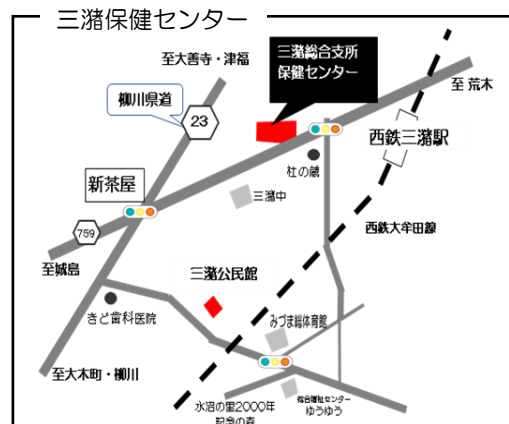 三潴保健センター
至大善寺・津福
三潴総合支所
保健センター
至 荒木
柳川県道
23
西鉄三潴駅
新茶屋
杜の蔵
三潴中
759
西鉄大牟田線
至城島
三潴公民館
きど歯科医院
みづま総体育館
至大木町・柳川
水沼の里2000年
記念の森
総合福祉センター
ゆうゆう